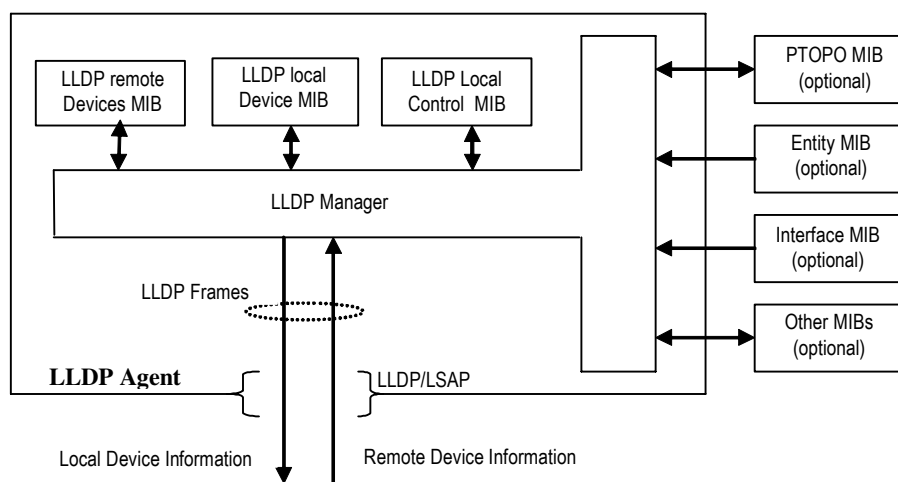 LLDP remote
Devices MIB
LLDP local
Device MIB
LLDP Local
Control MIB
PTOPO MIB
(optional)
Entity MIB
(optional)
LLDP Manager
Interface MIB
(optional)
LLDP Frames
Other MIBs
(optional)
LLDP Agent
LLDP/LSAP
Local Device Information
Remote Device Information